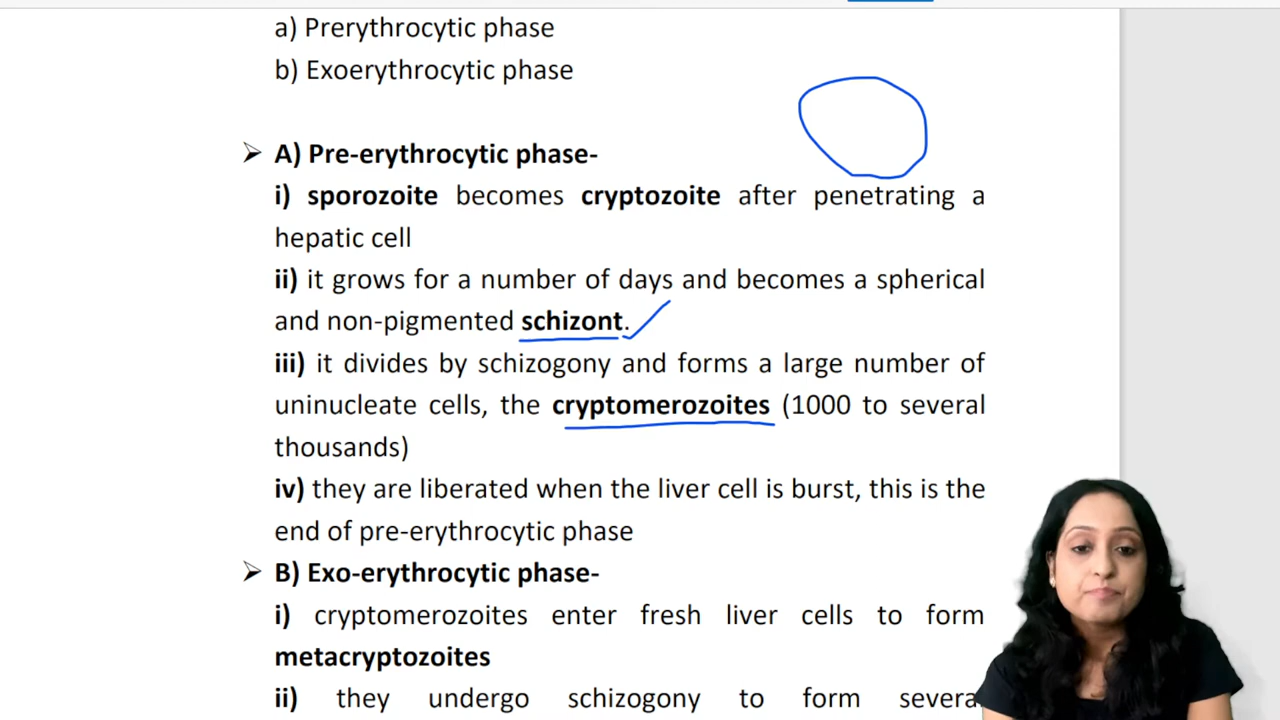 a) Prerythrocytic phase
b) Exoerythrocytic phase
A) Pre-erythrocytic phase-
i) sporozoite becomes cryptozoite after penetrating a
hepatic cell
ii) it grows for a number of days and becomes a spherical
and non-pigmented schizont.
iii) it divides by schizogony and forms a large number of
uninucleate cells, the cryptomerozoites (1000 to several
thousands)
iv) they are liberated when the liver cell is burst, this is the
end of pre-erythrocytic phase
B) Exo-erythrocytic phase-
i) cryptomerozoites enter fresh liver cells to form
metacryptozoites
ii) they undergo schizogony to form several